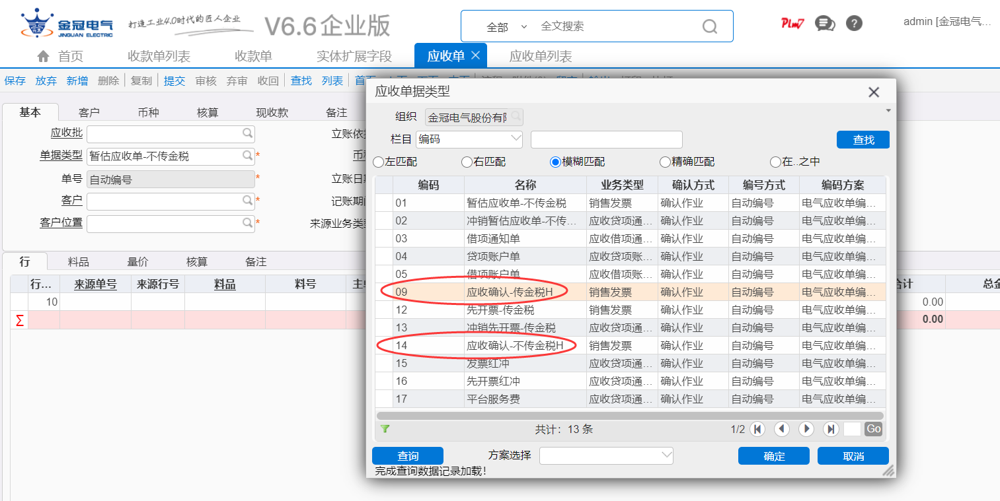 金冠电气 JINGUAN ELECTRIC 打造工业4.0时代的匠人企业 V6.6企业版 全部 全文搜索 Plm7 admin [金冠电气...
首页 收款单列表 收款单 实体扩展字段 应收单 应收单列表
保存 放弃 新增 删除 复制 提交 审核 弃审 收回 查找 列表
应收单据类型
基本 客户 币种 核算 现收款 备注
组织 金冠电气股份有
应收批 立账依
栏目 编码 查找
单据类型 暂估应收单-不传金税 *
左匹配 右匹配 模糊匹配 精确匹配 在..之中
单号 自动编号 * 立账日
客户 * 记账期
客户位置 * 来源业务类
编码 名称 业务类型 确认方式 编号方式 编码方案
01 暂估应收单-不传金税 销售发票 确认作业 自动编号 电气应收单编...
02 冲销暂估应收单-不传... 应收贷项通... 确认作业 自动编号 电气应收单编...
03 借项通知单 应收借项通... 确认作业 自动编号 电气应收单编...
04 贷项账户单 应收贷项账... 确认作业 自动编号 电气应收单编...
05 借项账户单 应收借项账... 确认作业 自动编号 电气应收单编...
09 应收确认-传金税H 销售发票 确认作业 自动编号 电气应收单编...
12 先开票-传金税 销售发票 确认作业 自动编号 电气应收单编...
13 冲销先开票-传金税 应收贷项通... 确认作业 自动编号 电气应收单编...
14 应收确认-不传金税H 销售发票 确认作业 自动编号 电气应收单编...
15 发票红冲 应收贷项通... 确认作业 自动编号 电气应收单编...
16 先开票红冲 应收贷项通... 确认作业 自动编号 电气应收单编...
17 平台服务费 应收贷项通... 确认作业 自动编号 电气应收单编...
共计：13 条 1/2 Go
查询 方案选择 确定 取消
完成查询数据记录加载！
行 料品 量价 核算 备注
行... 来源单号 来源行号 料品 料号 合计
10 0.00
Σ 0.00